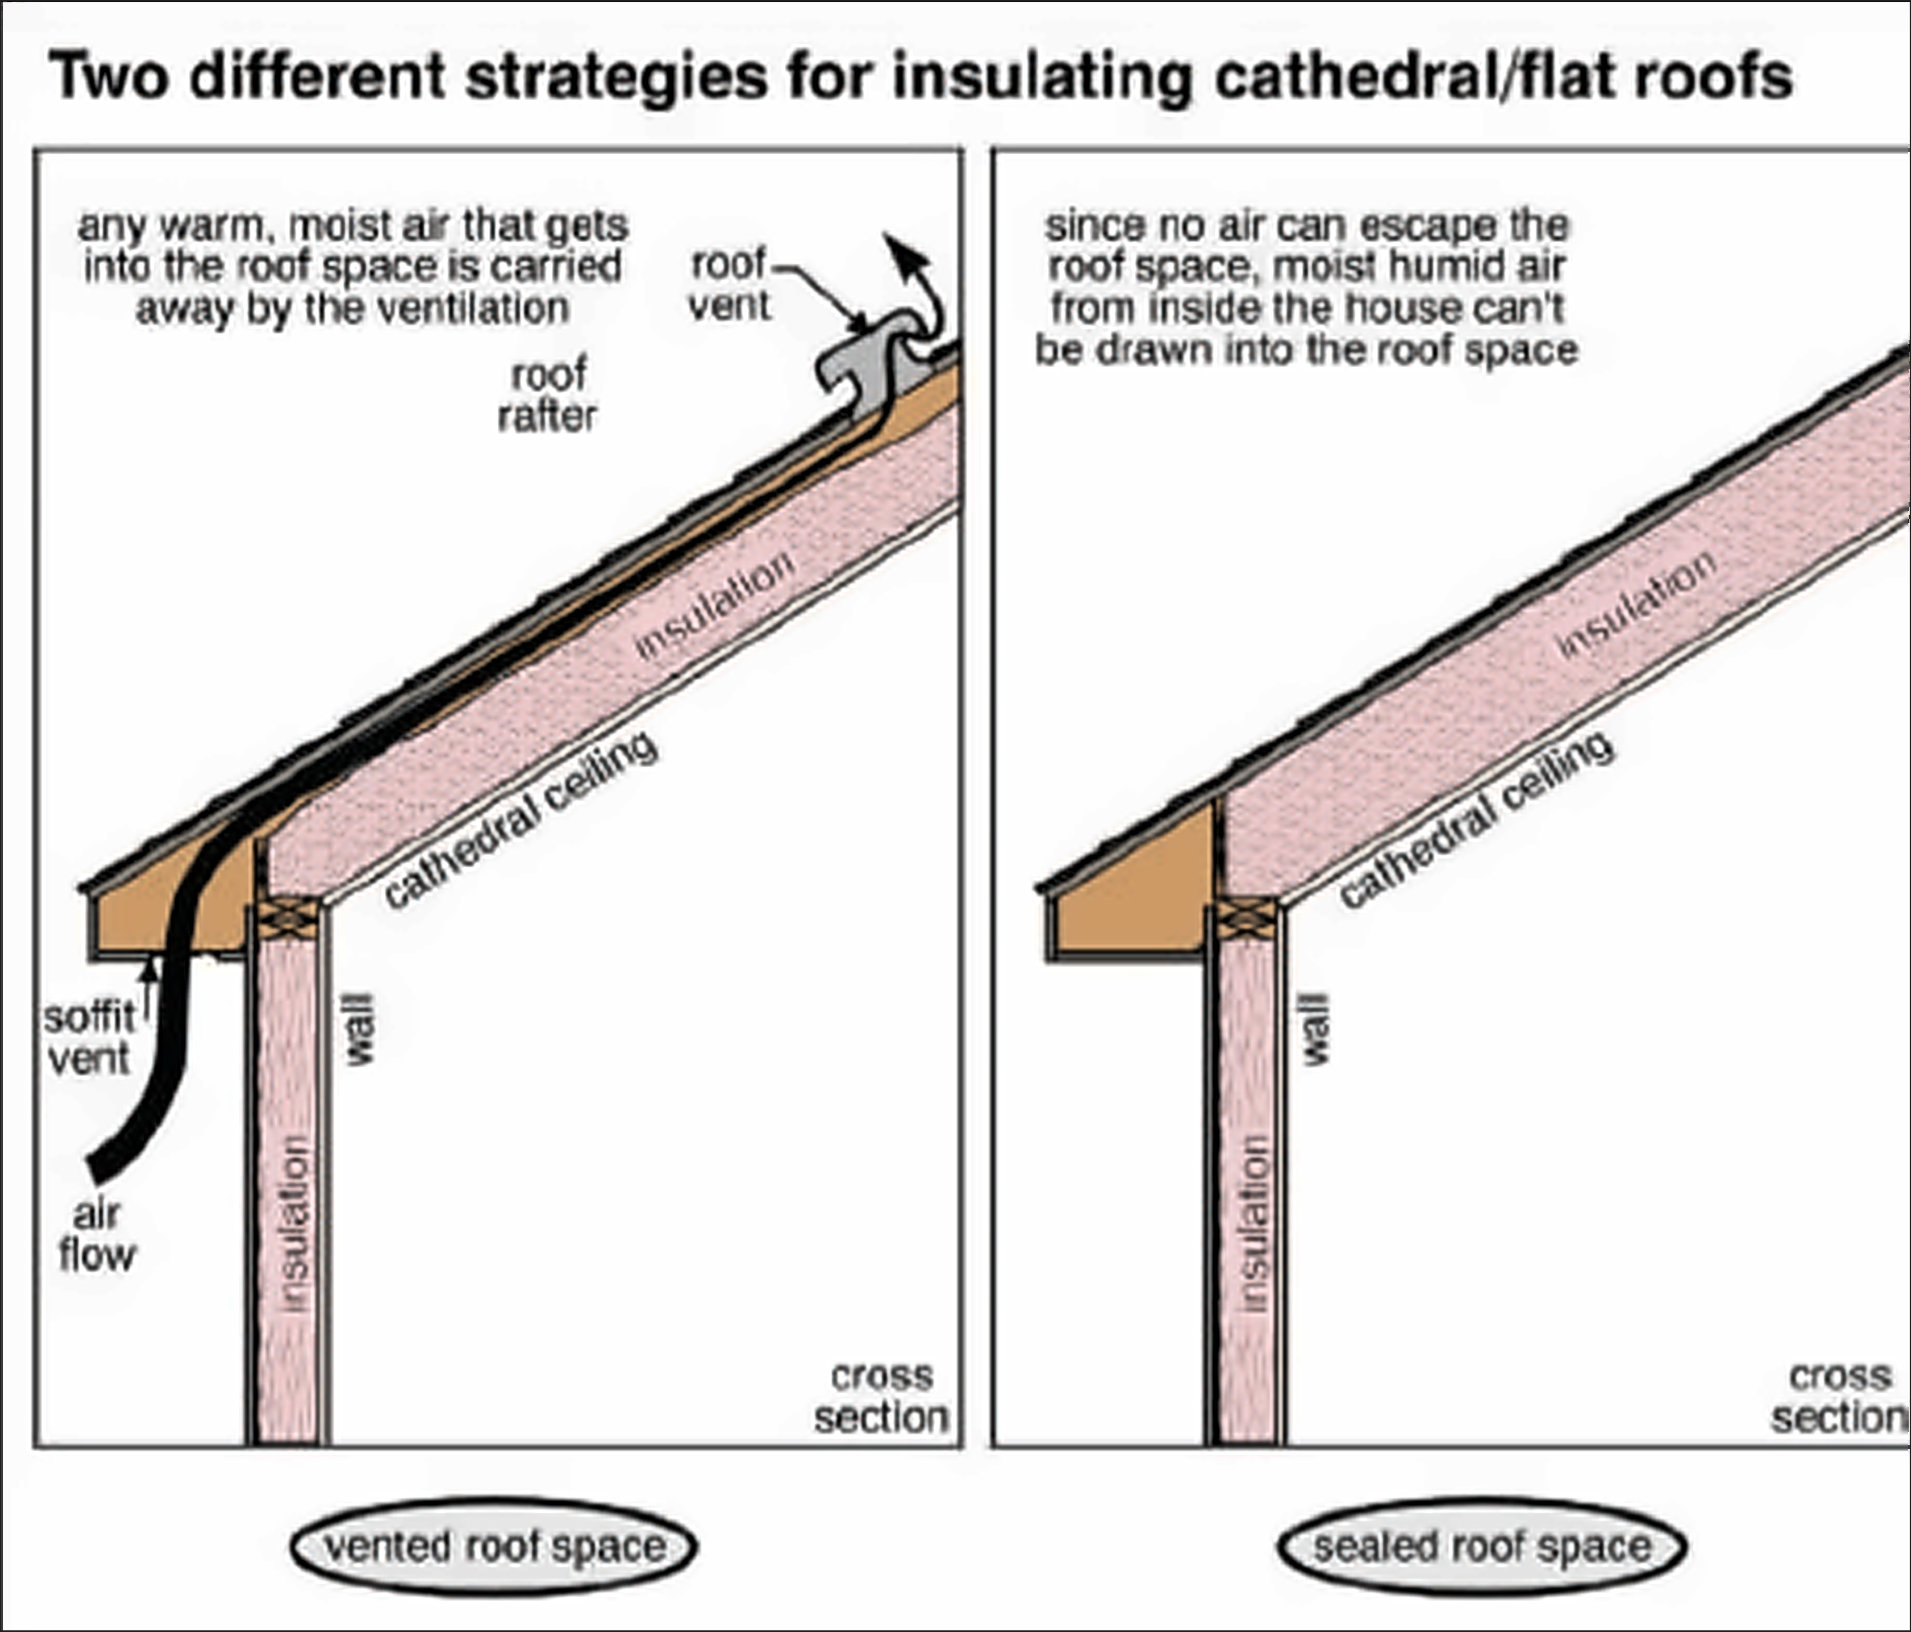 Two different strategies for insulating cathedral/flat roofs
any warm, moist air that gets
into the roof space is carried
away by the ventilation
roof
vent
roof
rafter
insulation
cathedral ceiling
soffit
vent
wall
air
flow
insulation
cross
section
vented roof space
since no air can escape the
roof space, moist humid air
from inside the house can't
be drawn into the roof space
insulation
cathedral ceiling
wall
insulation
cross
section
sealed roof space